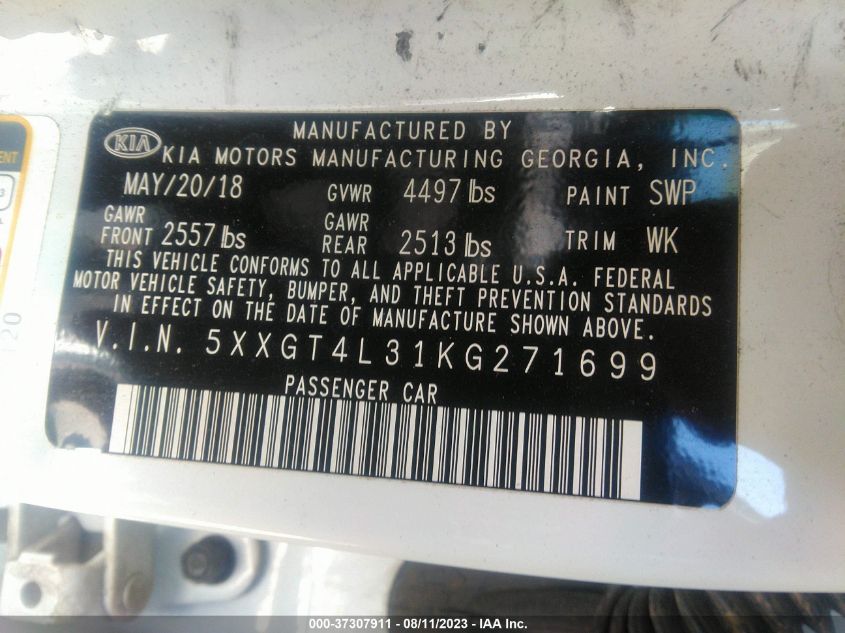 MANUFACTURED BY
KIA KIA MOTORS MANUFACTURING GEORGIA, INC.
MAY/20/18 GVWR 4497 lbs PAINT SWP
GAWR FRONT 2557 lbs GAWR REAR 2513 lbs TRIM WK
THIS VEHICLE CONFORMS TO ALL APPLICABLE U.S.A. FEDERAL
MOTOR VEHICLE SAFETY, BUMPER, AND THEFT PREVENTION STANDARDS
IN EFFECT ON THE DATE OF MANUFACTURE SHOWN ABOVE.
V.I.N. 5XXGT4L31KG271699
PASSENGER CAR
000-37307911 - 08/11/2023 - IAA Inc.